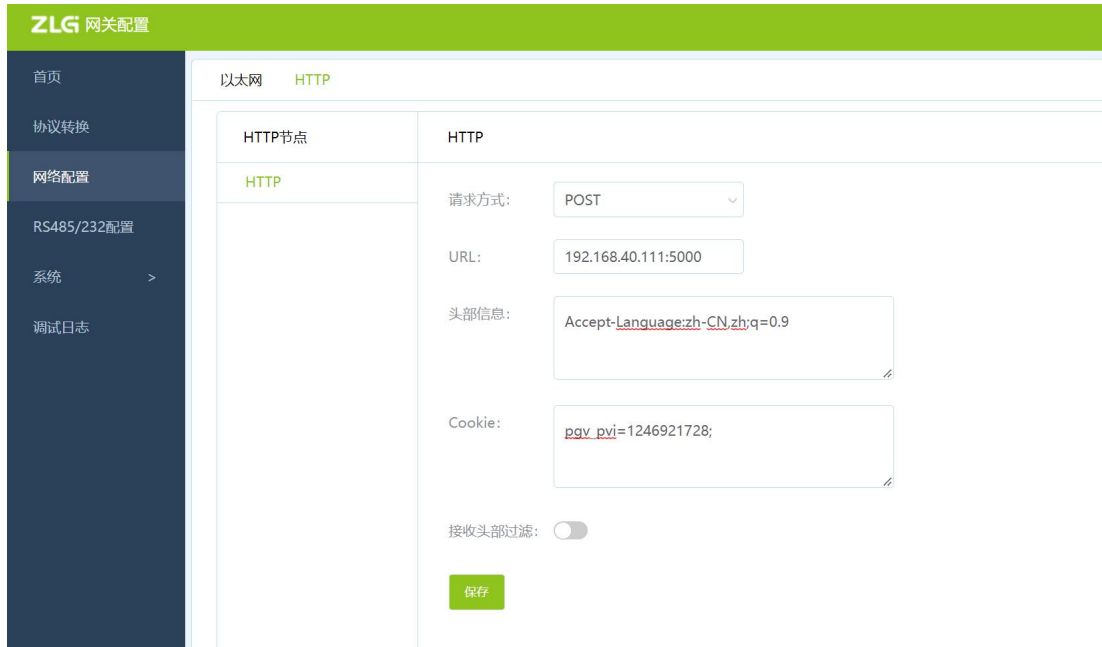 ZLG 网关配置
首页
协议转换
网络配置
RS485/232配置
系统 >
调试日志
以太网 HTTP
HTTP节点
HTTP
HTTP
请求方式: POST
URL: 192.168.40.111:5000
头部信息: Accept-Language:zh-CN,zh;q=0.9
Cookie: pgv_pvi=1246921728;
接收头部过滤:
保存